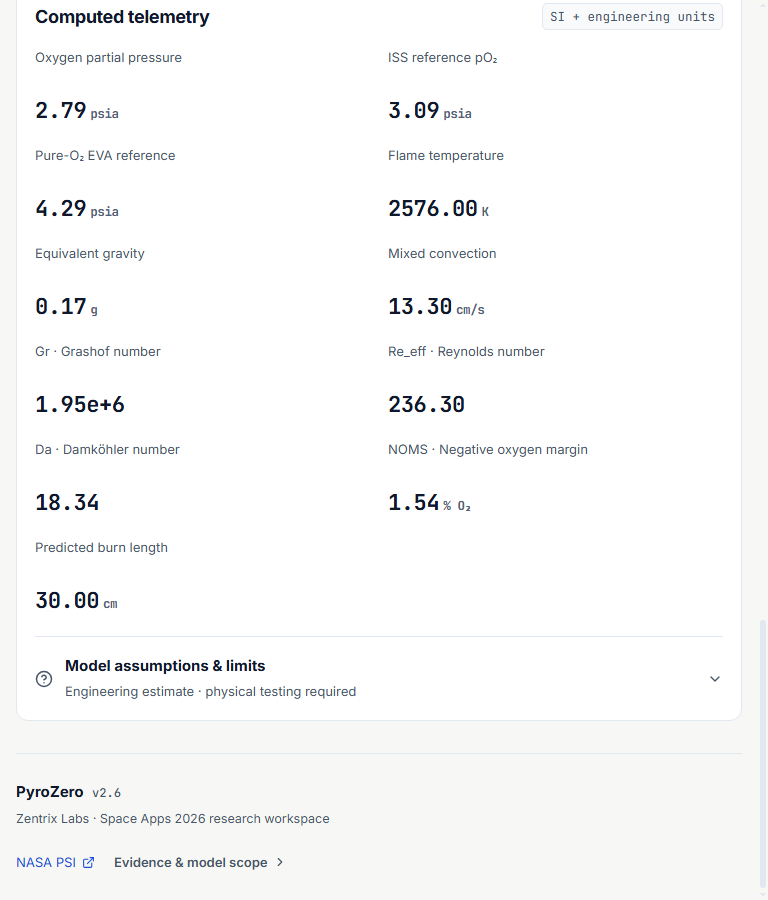 Computed telemetry
SI + engineering units
Oxygen partial pressure
2.79 psia
ISS reference pO₂
3.09 psia
Pure-O₂ EVA reference
4.29 psia
Flame temperature
2576.00 K
Equivalent gravity
0.17 g
Mixed convection
13.30 cm/s
Gr · Grashof number
1.95e+6
Re_eff · Reynolds number
236.30
Da · Damköhler number
18.34
NOMS · Negative oxygen margin
1.54 % O₂
Predicted burn length
30.00 cm
Model assumptions & limits
Engineering estimate · physical testing required
PyroZero v2.6
Zentrix Labs · Space Apps 2026 research workspace
NASA PSI
Evidence & model scope